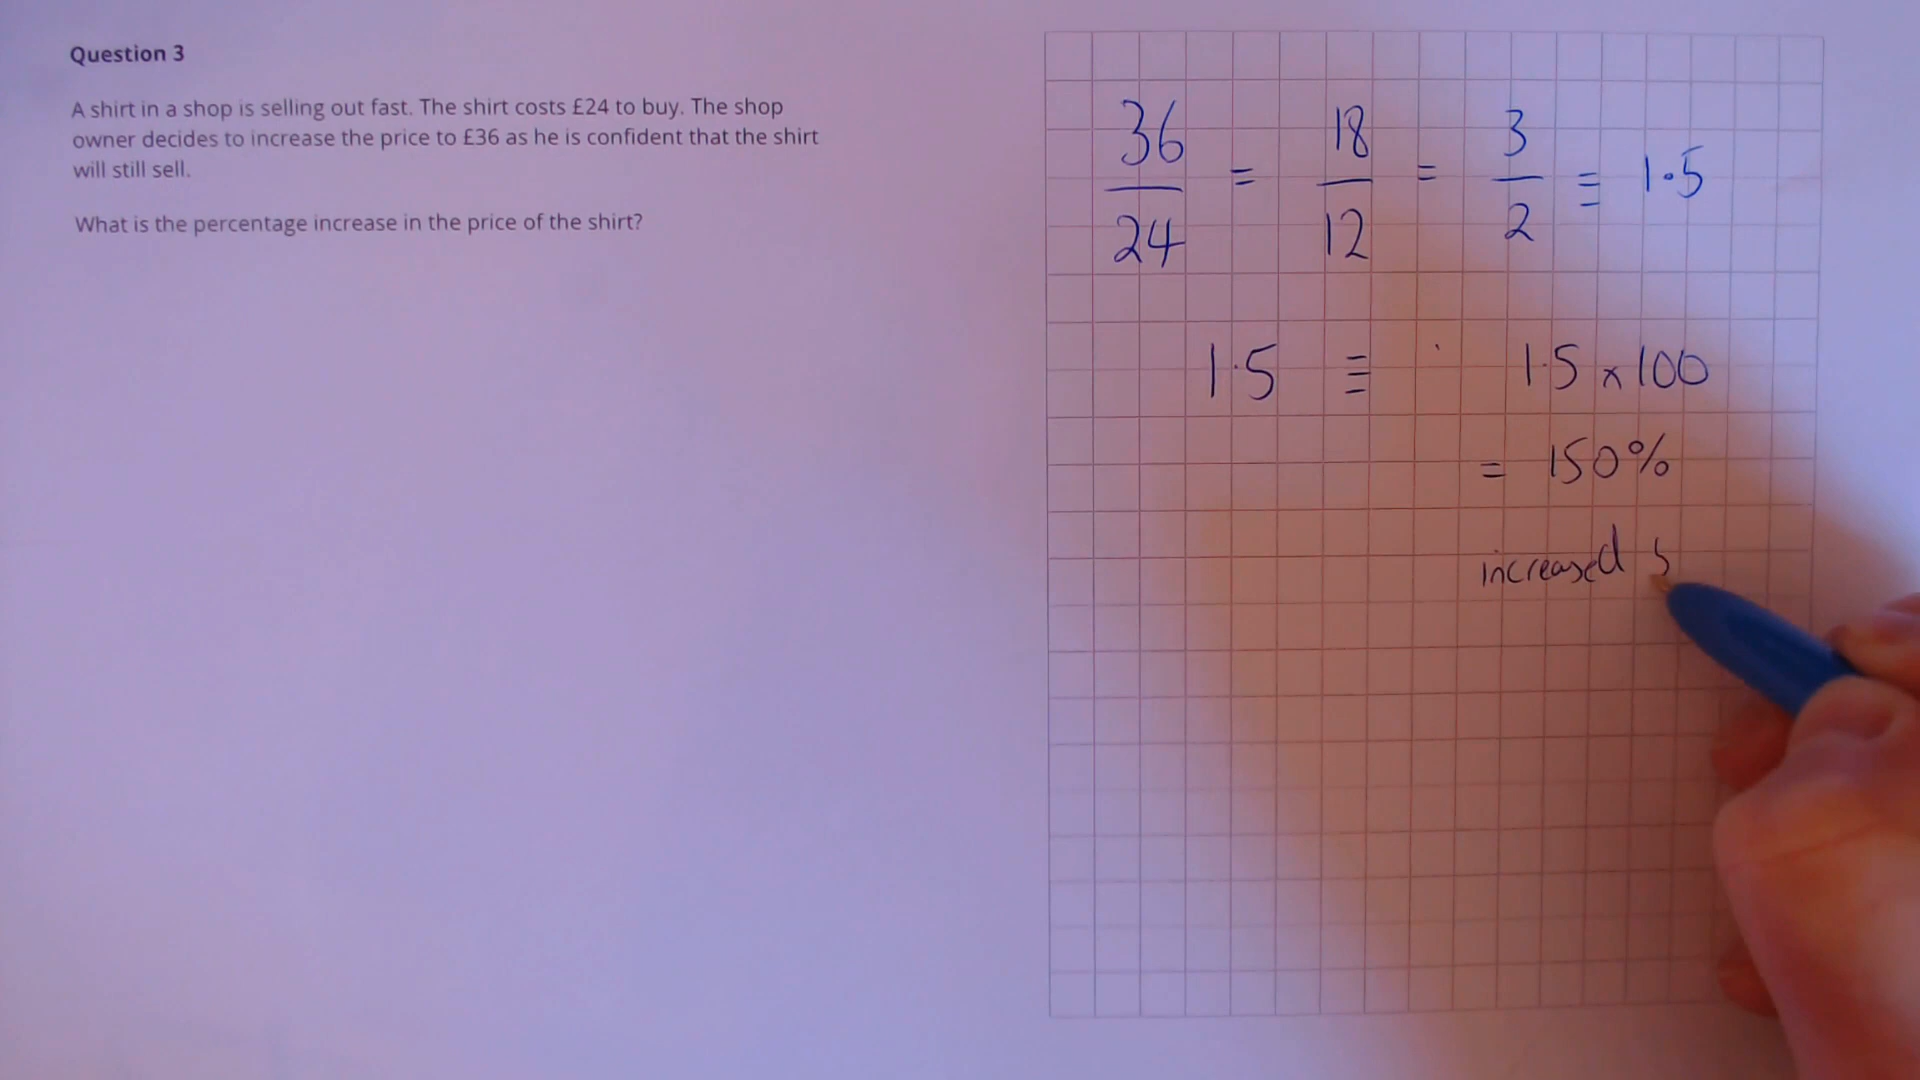 Question 3
A shirt in a shop is selling out fast. The shirt costs £24 to buy. The shop
owner decides to increase the price to £36 as he is confident that the shirt
will still sell.
What is the percentage increase in the price of the shirt?
36/24 = 18/12 = 3/2 ≡ 1·5
1·5 ≡ 1·5 × 100
= 150%
increased